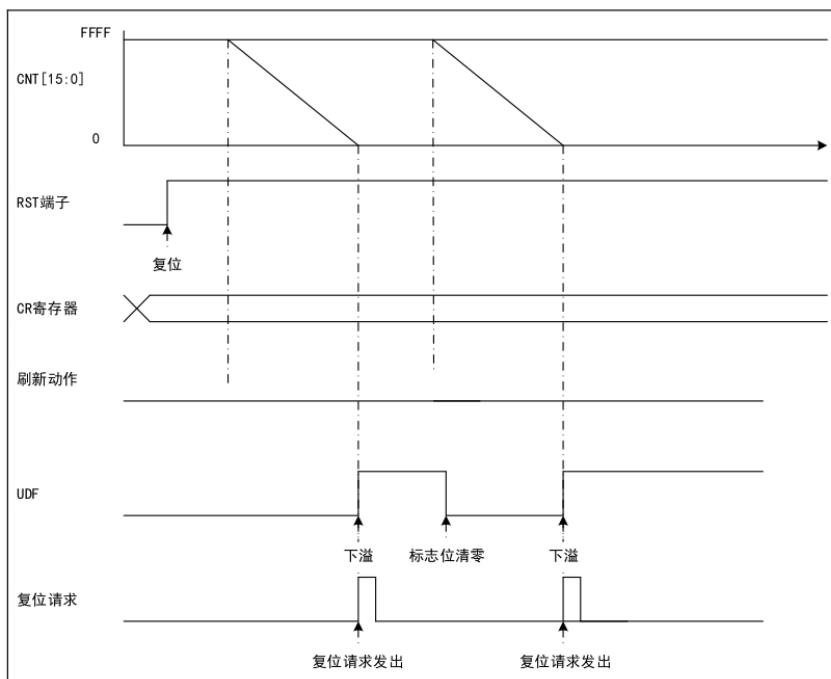 FFFF
CNT[15:0]
0
RST端子
复位
CR寄存器
刷新动作
UDF
下溢 标志位清零 下溢
复位请求
复位请求发出 复位请求发出